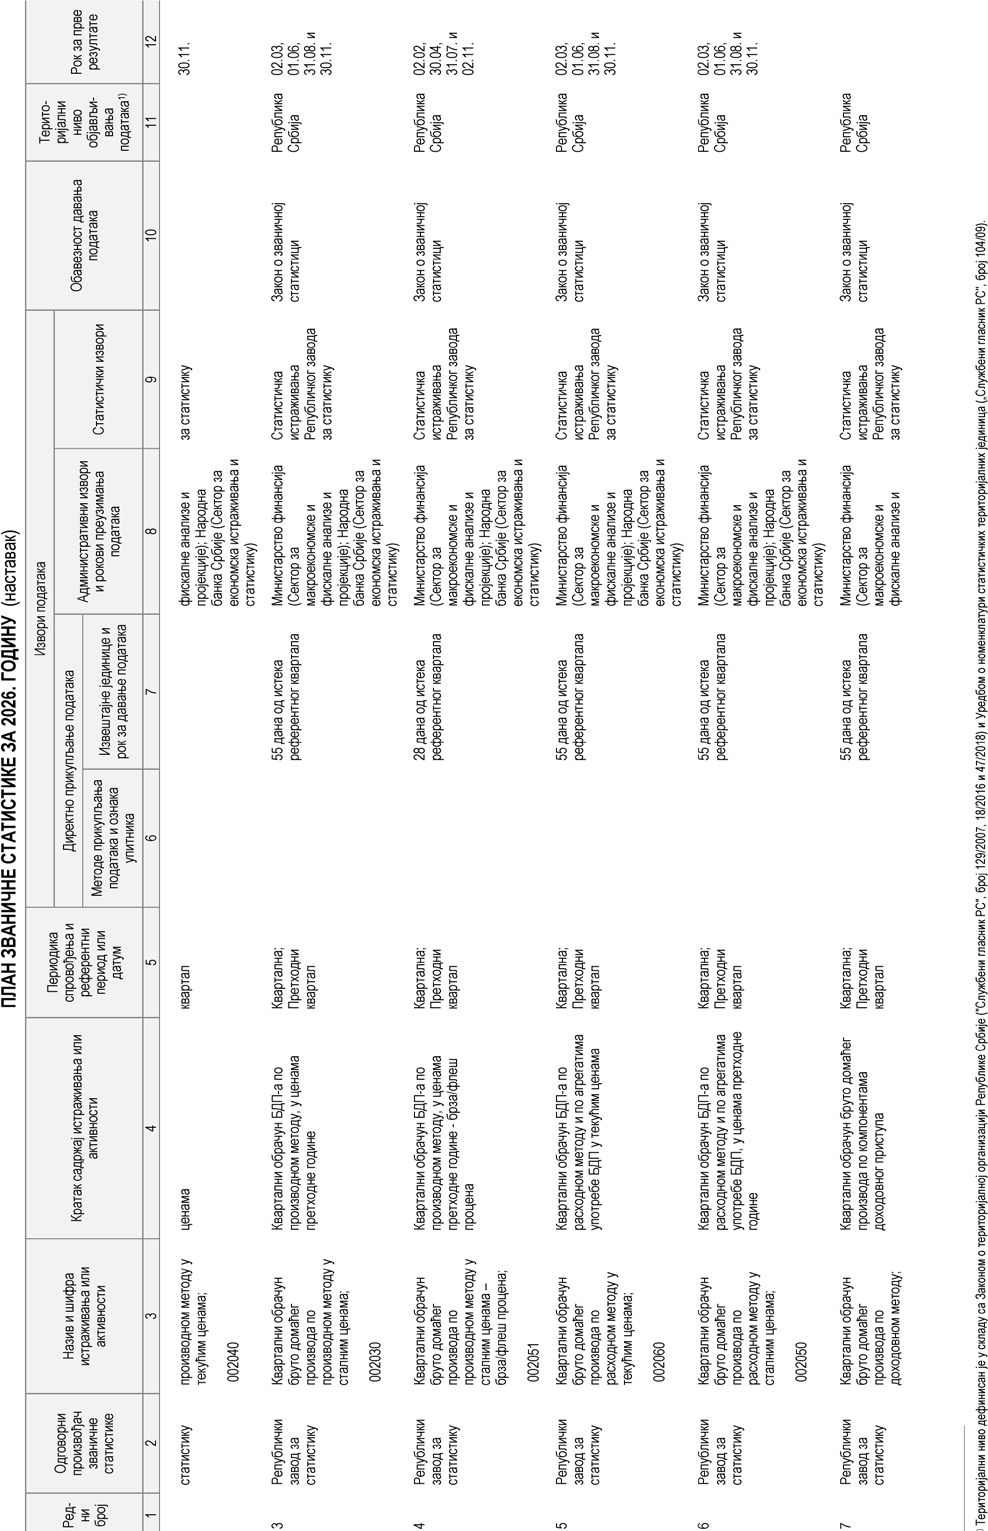 ПЛАН ЗВАНИЧНЕ СТАТИСТИКЕ ЗА 2026. ГОДИНУ (наставак)
Ред-
ни
број
Одговорни
произвођач
званичне
статистике
Назив и шифра
истраживања или
активности
Кратак садржај истраживања или
активности
Периодика
спровођења и
референтни
период или
датум
Извори података
Директно прикупљање података
Методе прикупљања
података и ознака
упитника
Извештајне јединице и
рок за давање података
Административни извори
и рокови преузимања
података
Статистички извори
Обавезност давања
података
Терито-
ријални
ниво
објављи-
вања
података1)
Рок за прве
резултате
1 2 3 4 5 6 7 8 9 10 11 12
статистику
производном методу у
текућим ценама;
002040
ценама
квартал
фискалне анализе и
пројекције); Народна
банка Србије (Сектор за
економска истраживања и
статистику)
за статистику
30.11.
3
Републички
завод за
статистику
Квартални обрачун
бруто домаћег
производа по
производном методу у
сталним ценама;
002030
Квартални обрачун БДП-а по
производном методу, у ценама
претходне године
Квартална;
Претходни
квартал
55 дана од истека
референтног квартала
Министарство финансија
(Сектор за
макроекономске и
фискалне анализе и
пројекције); Народна
банка Србије (Сектор за
економска истраживања и
статистику)
Статистичка
истраживања
Републичког завода
за статистику
Закон о званичној
статистици
Република
Србија
02.03,
01.06,
31.08. и
30.11.
4
Републички
завод за
статистику
Квартални обрачун
бруто домаћег
производа по
производном методу у
сталним ценама –
брза/флеш процена;
002051
Квартални обрачун БДП-а по
производном методу, у ценама
претходне године - брза/флеш
процена
Квартална;
Претходни
квартал
28 дана од истека
референтног квартала
Министарство финансија
(Сектор за
макроекономске и
фискалне анализе и
пројекције); Народна
банка Србије (Сектор за
економска истраживања и
статистику)
Статистичка
истраживања
Републичког завода
за статистику
Закон о званичној
статистици
Република
Србија
02.02,
30.04,
31.07. и
02.11.
5
Републички
завод за
статистику
Квартални обрачун
бруто домаћег
производа по
расходном методу у
текућим ценама;
002060
Квартални обрачун БДП-а по
расходном методу и по агрегатима
употребе БДП у текућим ценама
Квартална;
Претходни
квартал
55 дана од истека
референтног квартала
Министарство финансија
(Сектор за
макроекономске и
фискалне анализе и
пројекције); Народна
банка Србије (Сектор за
економска истраживања и
статистику)
Статистичка
истраживања
Републичког завода
за статистику
Закон о званичној
статистици
Република
Србија
02.03,
01.06,
31.08. и
30.11.
6
Републички
завод за
статистику
Квартални обрачун
бруто домаћег
производа по
расходном методу у
сталним ценама;
002050
Квартални обрачун БДП-а по
расходном методу и по агрегатима
употребе БДП, у ценама претходне
године
Квартална;
Претходни
квартал
55 дана од истека
референтног квартала
Министарство финансија
(Сектор за
макроекономске и
фискалне анализе и
пројекције); Народна
банка Србије (Сектор за
економска истраживања и
статистику)
Статистичка
истраживања
Републичког завода
за статистику
Закон о званичној
статистици
Република
Србија
02.03,
01.06,
31.08. и
30.11.
7
Републички
завод за
статистику
Квартални обрачун
бруто домаћег
производа по
доходовном методу;
Квартални обрачун бруто домаћег
производа по компонентама
доходовног приступа
Квартална;
Претходни
квартал
55 дана од истека
референтног квартала
Министарство финансија
(Сектор за
макроекономске и
фискалне анализе и
Статистичка
истраживања
Републичког завода
за статистику
Закон о званичној
статистици
Република
Србија
) Територијални ниво дефинисан је у складу са Законом о територијалној организацији Републике Србије ("Службени гласник РС", број 129/2007, 18/2016 и 47/2018) и Уредбом о номенклатури статистичких територијалних јединица („Службени гласник РС", број 104/09).